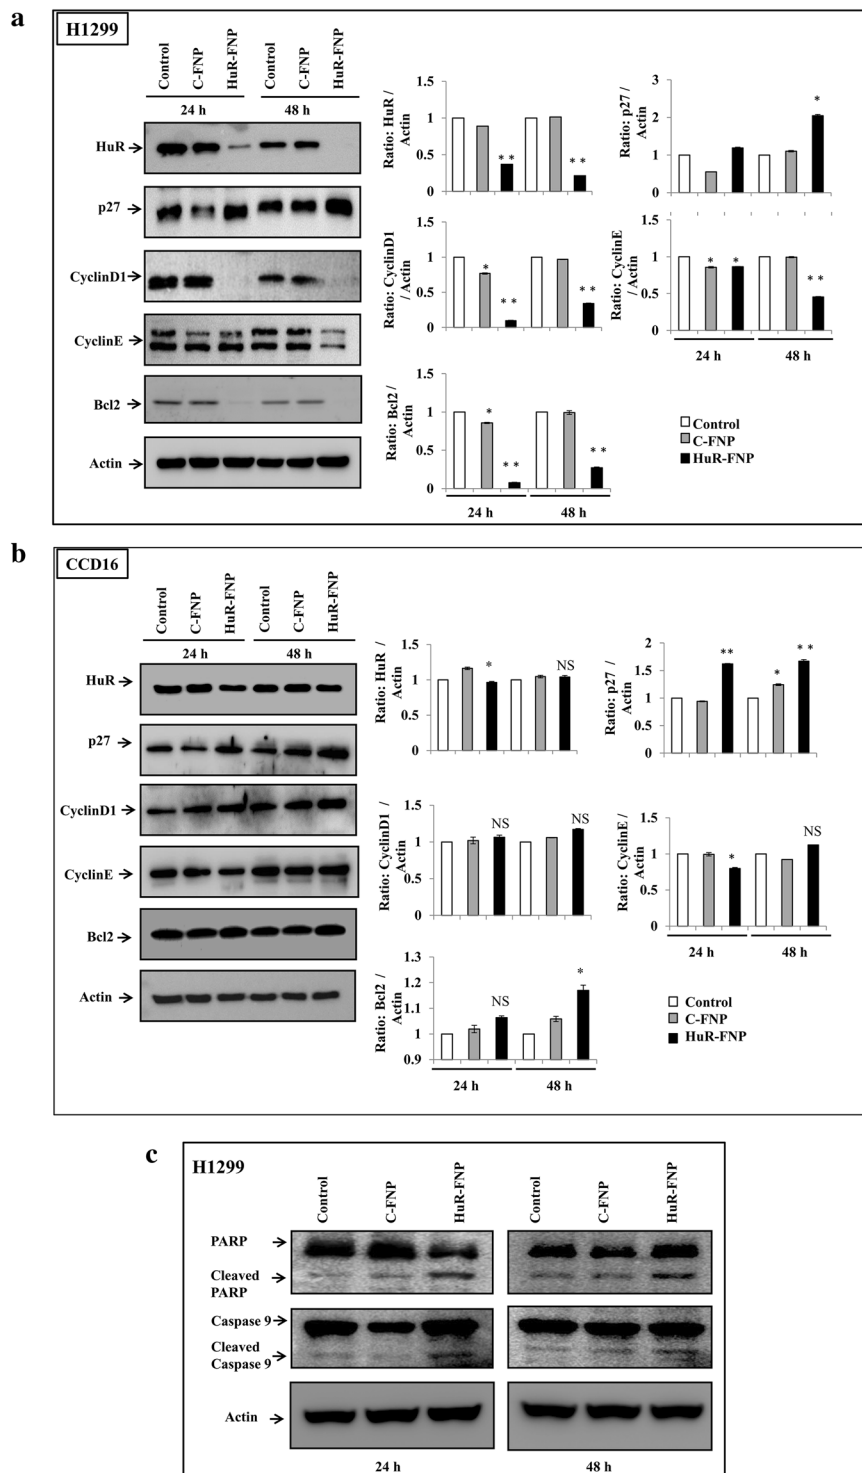 a
H1299
Control
C-FNP
HuR-FNP
Control
C-FNP
HuR-FNP
24 h
48 h
HuR
p27
CyclinD1
CyclinE
Bcl2
Actin
Ratio: HuR /
Actin
1.5
1
0.5
0
**
**
Ratio: p27 /
Actin
3
2
1
0
*
Ratio: CyclinD1
/ Actin
1.5
1
0.5
0
*
**
**
Ratio: CyclinE
/ Actin
1.5
1
0.5
0
*
*
**
24 h
48 h
Ratio: Bcl2 /
Actin
1.5
1
0.5
0
*
**
**
24 h
48 h
Control
C-FNP
HuR-FNP
b
CCD16
Control
C-FNP
HuR-FNP
Control
C-FNP
HuR-FNP
24 h
48 h
HuR
p27
CyclinD1
CyclinE
Bcl2
Actin
Ratio: HuR /
Actin
1.5
1
0.5
0
*
NS
Ratio: p27 /
Actin
2
1.5
1
0.5
0
**
*
**
Ratio: CyclinD1 /
Actin
1.5
1
0.5
0
NS
NS
Ratio: CyclinE /
Actin
1.5
1
0.5
0
*
NS
24 h
48 h
Ratio: Bcl2 /
Actin
1.3
1.2
1.1
1
0.9
NS
*
24 h
48 h
Control
C-FNP
HuR-FNP
c
H1299
Control
C-FNP
HuR-FNP
Control
C-FNP
HuR-FNP
PARP
Cleaved
PARP
Caspase 9
Cleaved
Caspase 9
Actin
24 h
48 h